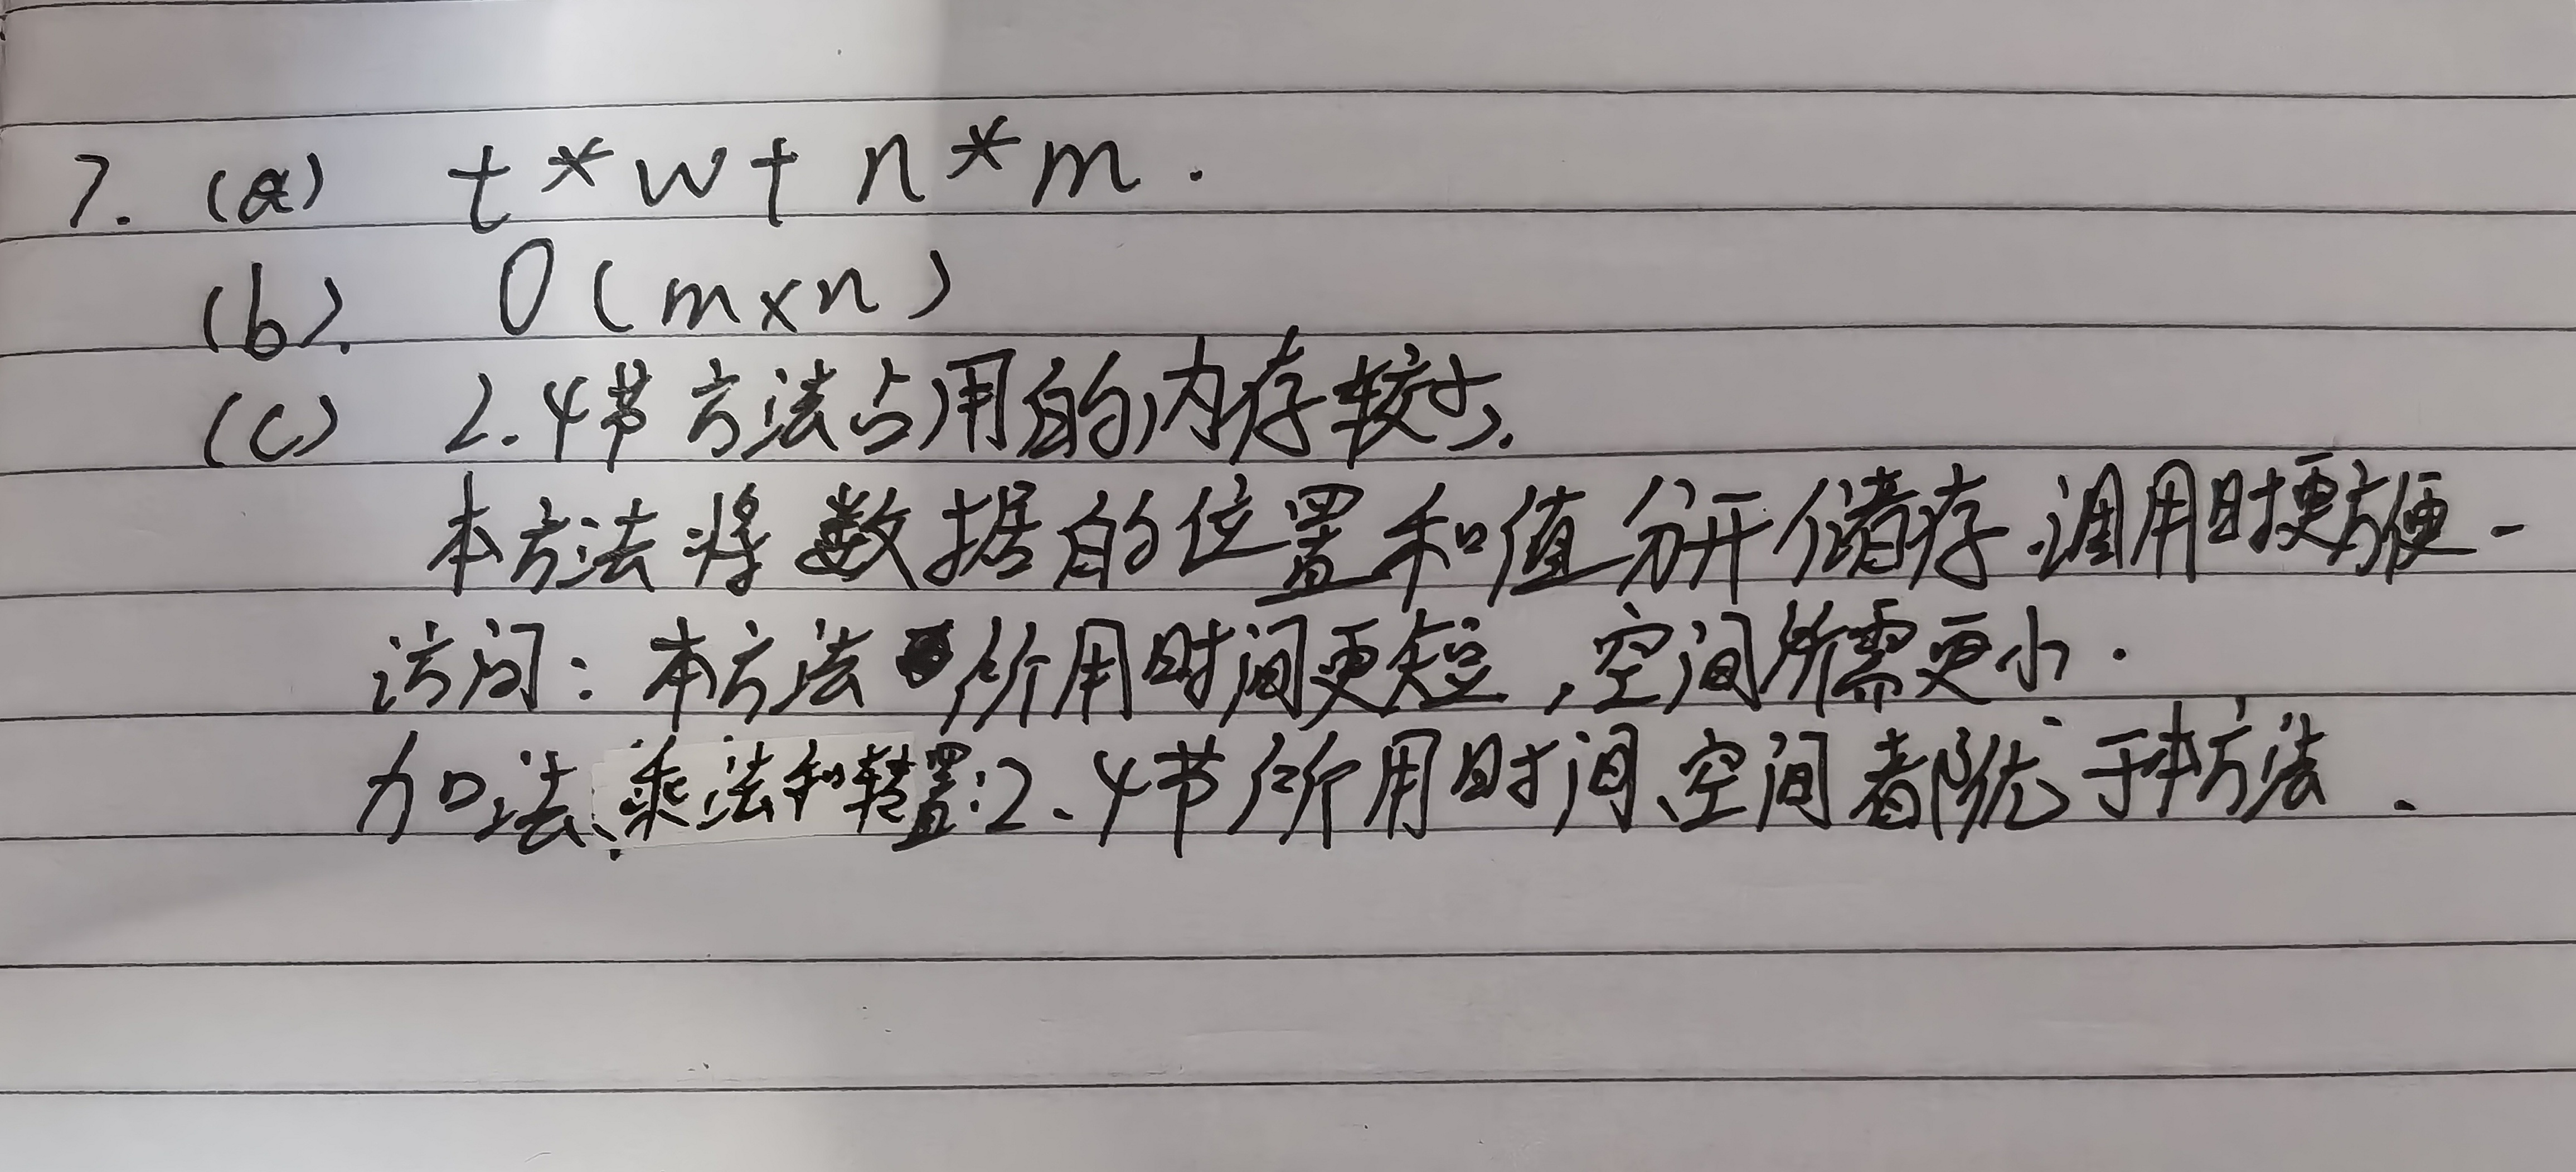 7. (a) t*w+n*m.
(b). O(m×n)
(c) 2.4节方法占用的内存较少.
本方法将数据的位置和值分开储存.调用时更方便-
访问:本方法所用时间更短,空间所需更小.
加法、乘法和转置:2.4节所用时间、空间都优于本方法.